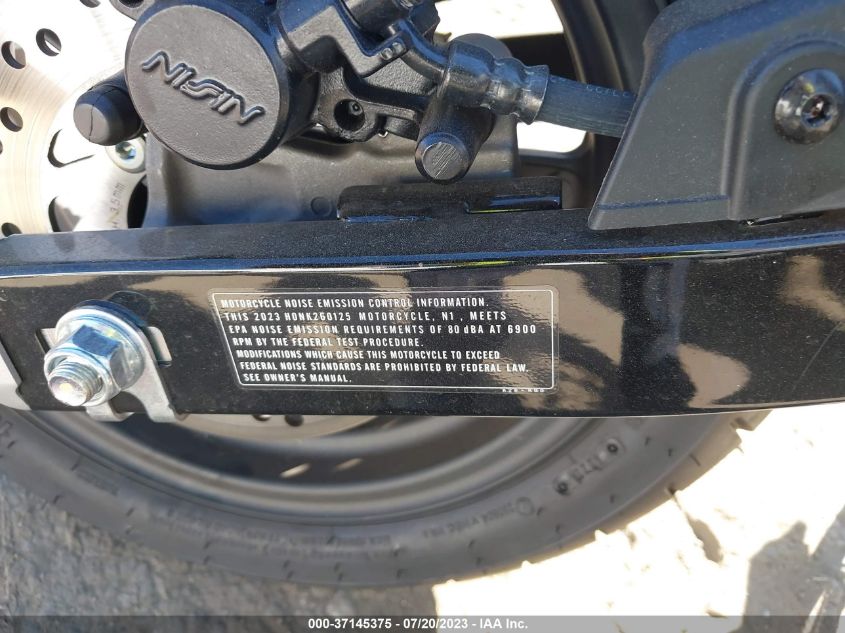 NISSIN
3.5mm
MOTORCYCLE NOISE EMISSION CONTROL INFORMATION.
THIS 2023 HONK260125 MOTORCYCLE, N1, MEETS
EPA NOISE EMISSION REQUIREMENTS OF 80 dBA AT 6900
RPM BY THE FEDERAL TEST PROCEDURE.
MODIFICATIONS WHICH CAUSE THIS MOTORCYCLE TO EXCEED
FEDERAL NOISE STANDARDS ARE PROHIBITED BY FEDERAL LAW.
SEE OWNER'S MANUAL.
000-37145375 - 07/20/2023 - IAA Inc.